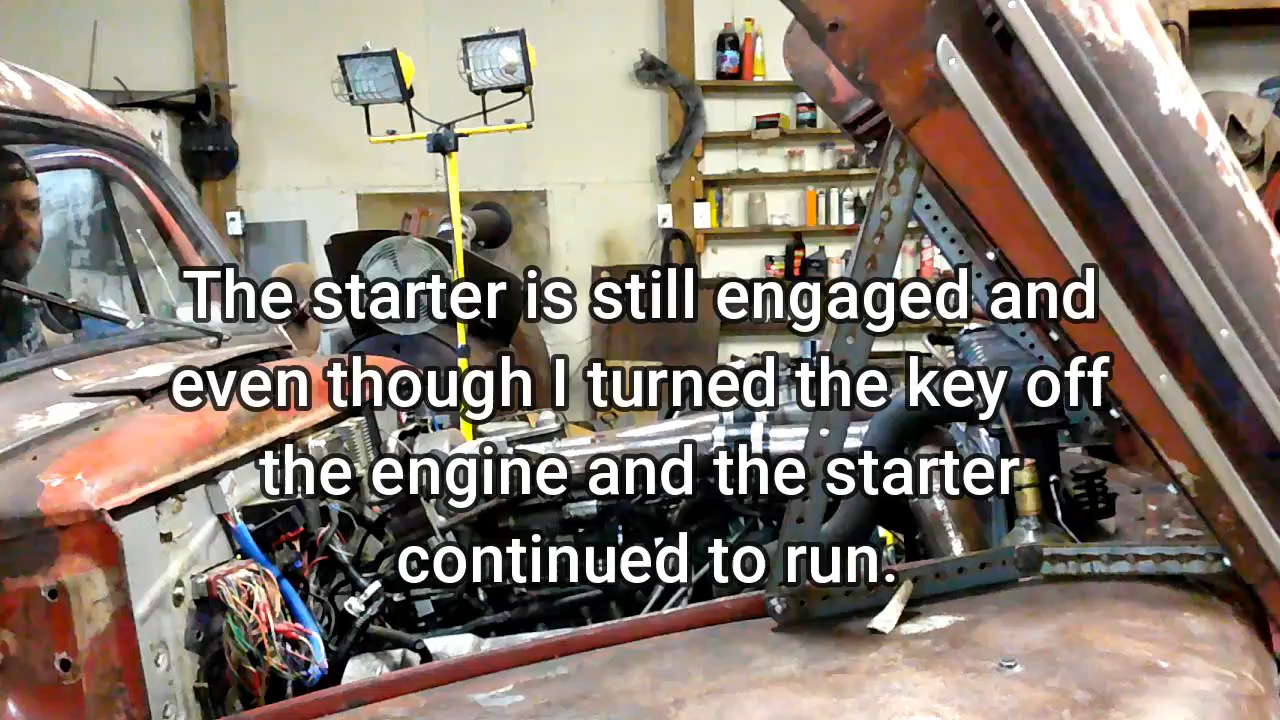 The starter is still engaged and
even though I turned the key off
the engine and the starter
continued to run.